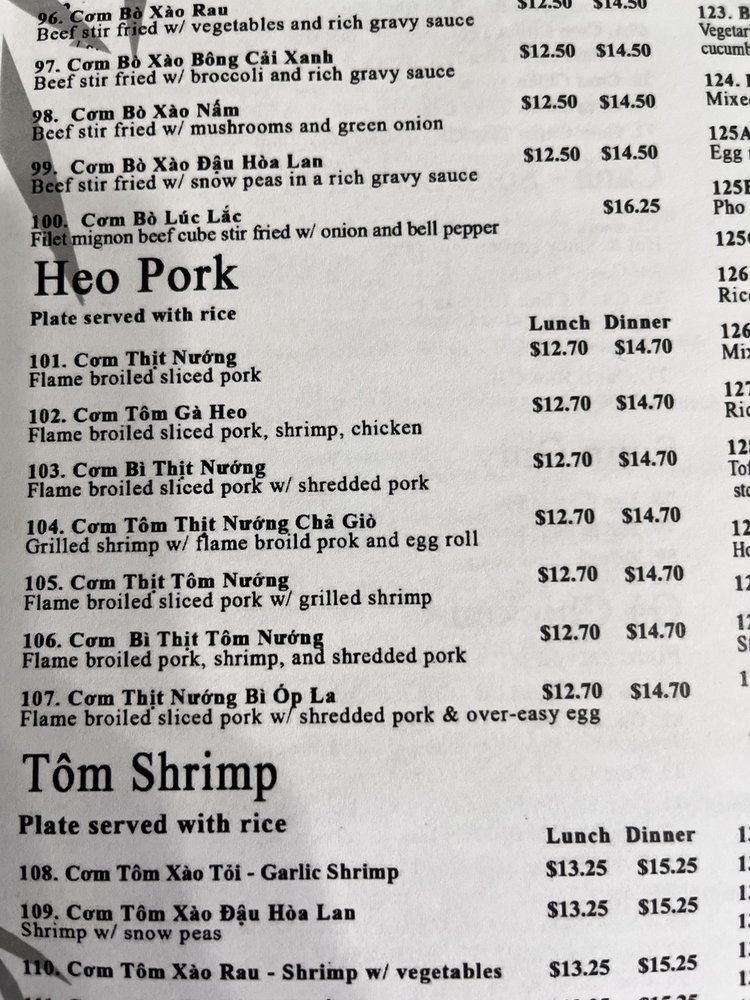 96. Cơm Bò Xào Rau $12.50 $14.50
Beef stir fried w/ vegetables and rich gravy sauce
97. Cơm Bò Xào Bông Cải Xanh $12.50 $14.50
Beef stir fried w/ broccoli and rich gravy sauce
98. Cơm Bò Xào Nấm $12.50 $14.50
Beef stir fried w/ mushrooms and green onion
99. Cơm Bò Xào Đậu Hòa Lan $12.50 $14.50
Beef stir fried w/ snow peas in a rich gravy sauce
100. Cơm Bò Lúc Lắc $16.25
Filet mignon beef cube stir fried w/ onion and bell pepper
Heo Pork
Plate served with rice
Lunch Dinner
101. Cơm Thịt Nướng $12.70 $14.70
Flame broiled sliced pork
102. Cơm Tôm Gà Heo $12.70 $14.70
Flame broiled sliced pork, shrimp, chicken
103. Cơm Bì Thịt Nướng $12.70 $14.70
Flame broiled sliced pork w/ shredded pork
104. Cơm Tôm Thịt Nướng Chả Giò $12.70 $14.70
Grilled shrimp w/ flame broild prok and egg roll
105. Cơm Thịt Tôm Nướng $12.70 $14.70
Flame broiled sliced pork w/ grilled shrimp
106. Cơm Bì Thịt Tôm Nướng $12.70 $14.70
Flame broiled pork, shrimp, and shredded pork
107. Cơm Thịt Nướng Bì Óp La $12.70 $14.70
Flame broiled sliced pork w/ shredded pork & over-easy egg
Tôm Shrimp
Plate served with rice
Lunch Dinner
108. Cơm Tôm Xào Tỏi - Garlic Shrimp $13.25 $15.25
109. Cơm Tôm Xào Đậu Hòa Lan $13.25 $15.25
Shrimp w/ snow peas
110. Cơm Tôm Xào Rau - Shrimp w/ vegetables $13.25 $15.25
123.
124.
125A
Egg
Pho
126
126